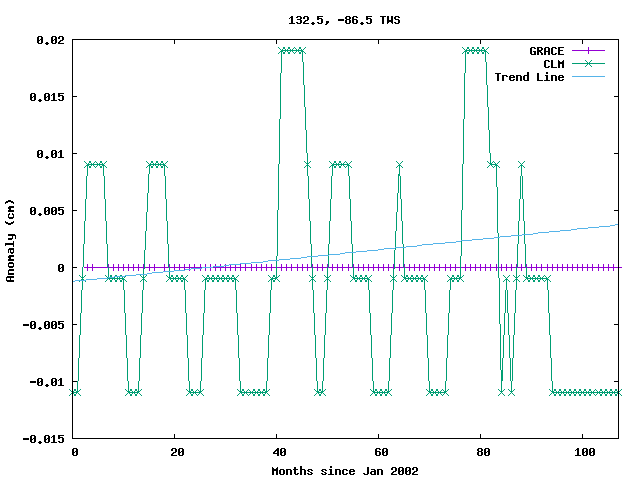 132.5, -86.5 TWS
0.02
0.015
0.01
0.005
0
-0.005
-0.01
-0.015
Anomaly (cm)
GRACE
CLM
Trend Line
0 20 40 60 80 100
Months since Jan 2002